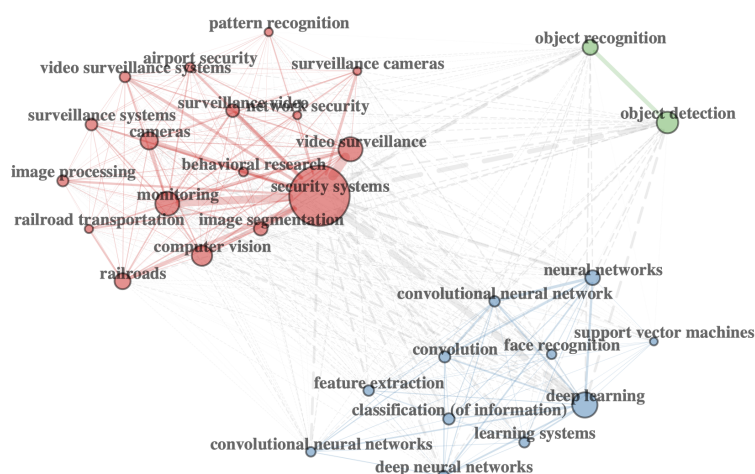 pattern recognition
object recognition
airport security
video surveillance systems
surveillance cameras
surveillance video
network security
surveillance systems
object detection
cameras
video surveillance
behavioral research
image processing
security systems
monitoring
railroad transportation
image segmentation
computer vision
railroads
neural networks
convolutional neural network
support vector machines
face recognition
convolution
feature extraction
deep learning
classification (of information)
learning systems
convolutional neural networks
deep neural networks